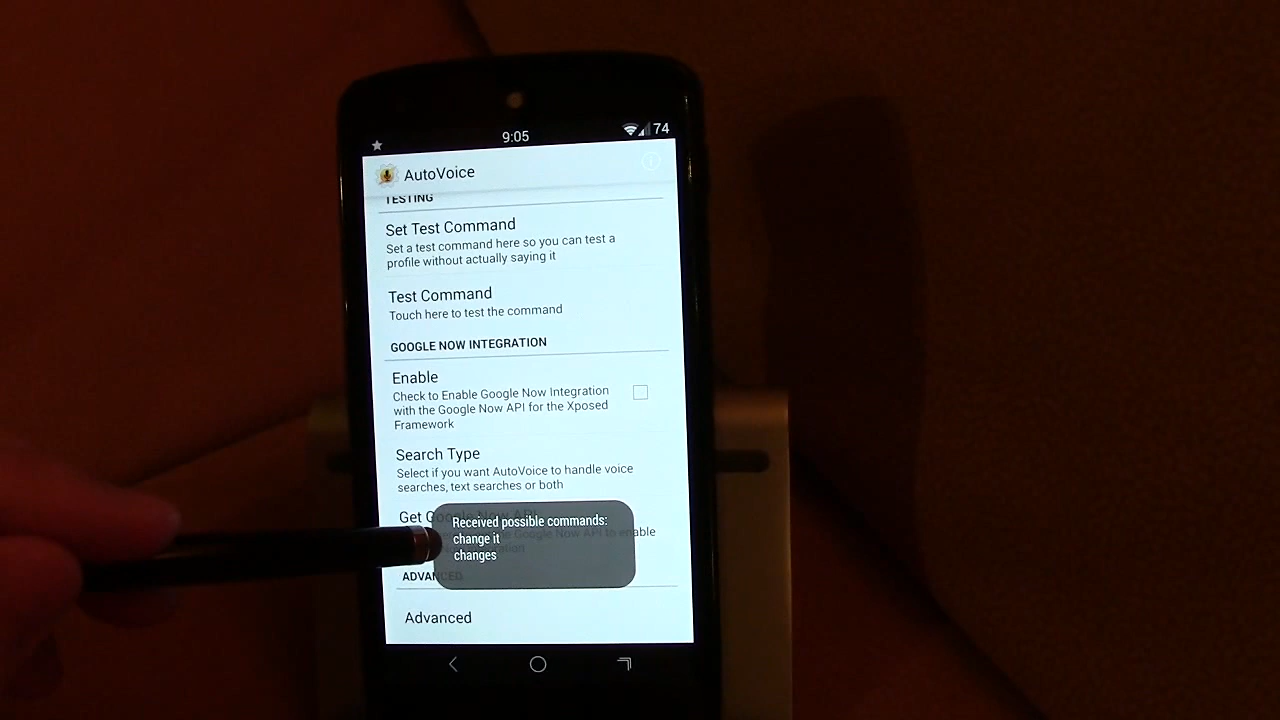 9:05
74
AutoVoice
TESTING
Set Test Command
Set a test command here so you can test a
profile without actually saying it
Test Command
Touch here to test the command
GOOGLE NOW INTEGRATION
Enable
Check to Enable Google Now Integration
with the Google Now API for the Xposed
Framework
Search Type
Select if you want AutoVoice to handle voice
searches, text searches or both
Get Google Now API
Google Now API to enable
Received possible commands:
change it
changes
ADVANCED
Advanced